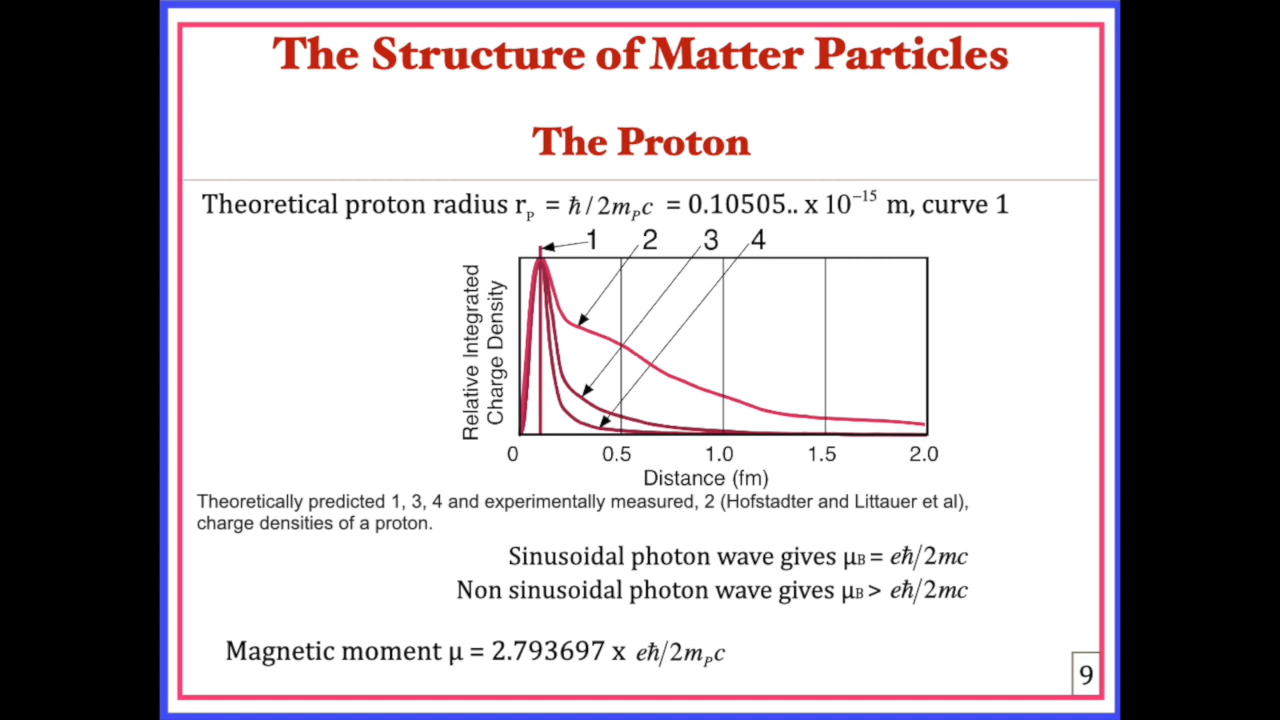 The Structure of Matter Particles
The Proton
Theoretical proton radius rₚ = ħ/2mₚc = 0.10505.. x 10⁻¹⁵ m, curve 1
1 2 3 4
Relative Integrated
Charge Density
0 0.5 1.0 1.5 2.0
Distance (fm)
Theoretically predicted 1, 3, 4 and experimentally measured, 2 (Hofstadter and Littauer et al),
charge densities of a proton.
Sinusoidal photon wave gives μB = eħ/2mc
Non sinusoidal photon wave gives μB > eħ/2mc
Magnetic moment μ = 2.793697 x eħ/2mₚc
9